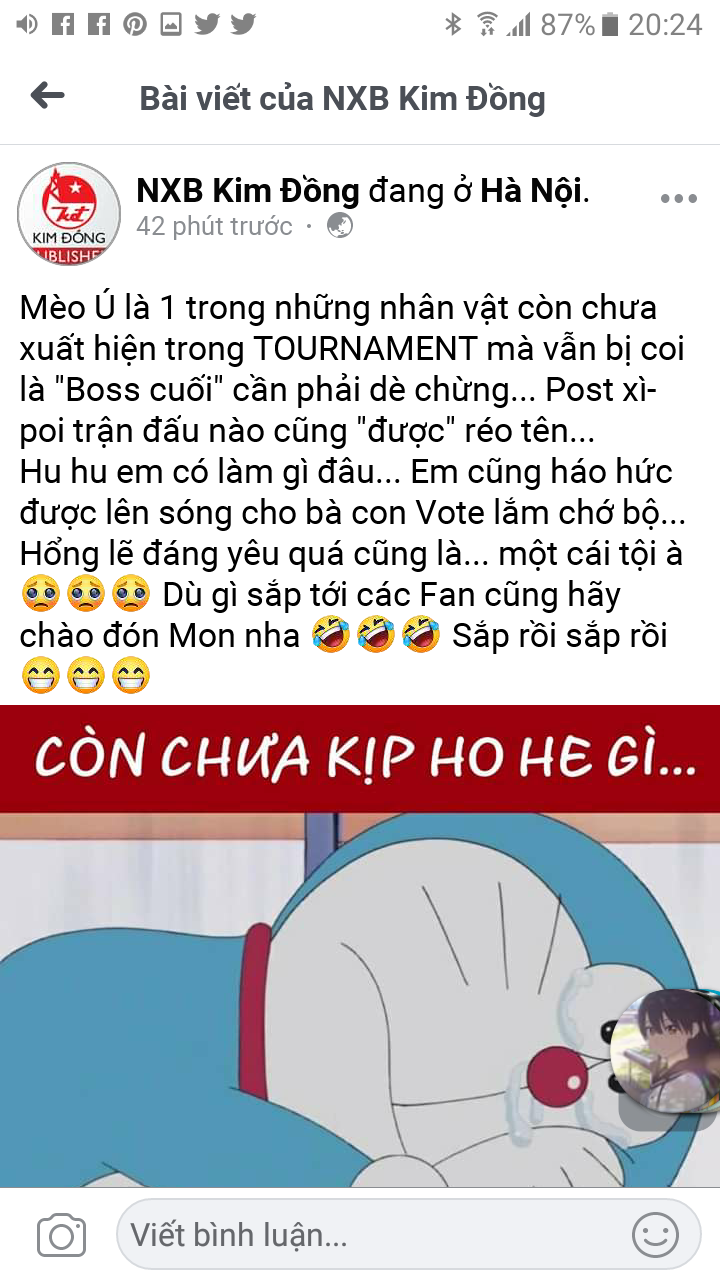 87% 20:24
Bài viết của NXB Kim Đồng
NXB Kim Đồng đang ở Hà Nội.
42 phút trước ·
KIM ĐỒNG
Mèo Ú là 1 trong những nhân vật còn chưa
xuất hiện trong TOURNAMENT mà vẫn bị coi
là "Boss cuối" cần phải dè chừng... Post xì-
poi trận đấu nào cũng "được" réo tên...
Hu hu em có làm gì đâu... Em cũng háo hức
được lên sóng cho bà con Vote lắm chớ bộ...
Hổng lẽ đáng yêu quá cũng là... một cái tội à
🥺🥺🥺 Dù gì sắp tới các Fan cũng hãy
chào đón Mon nha 🤣🤣🤣 Sắp rồi sắp rồi
😁😁😁
CÒN CHƯA KỊP HO HE GÌ...
Viết bình luận...